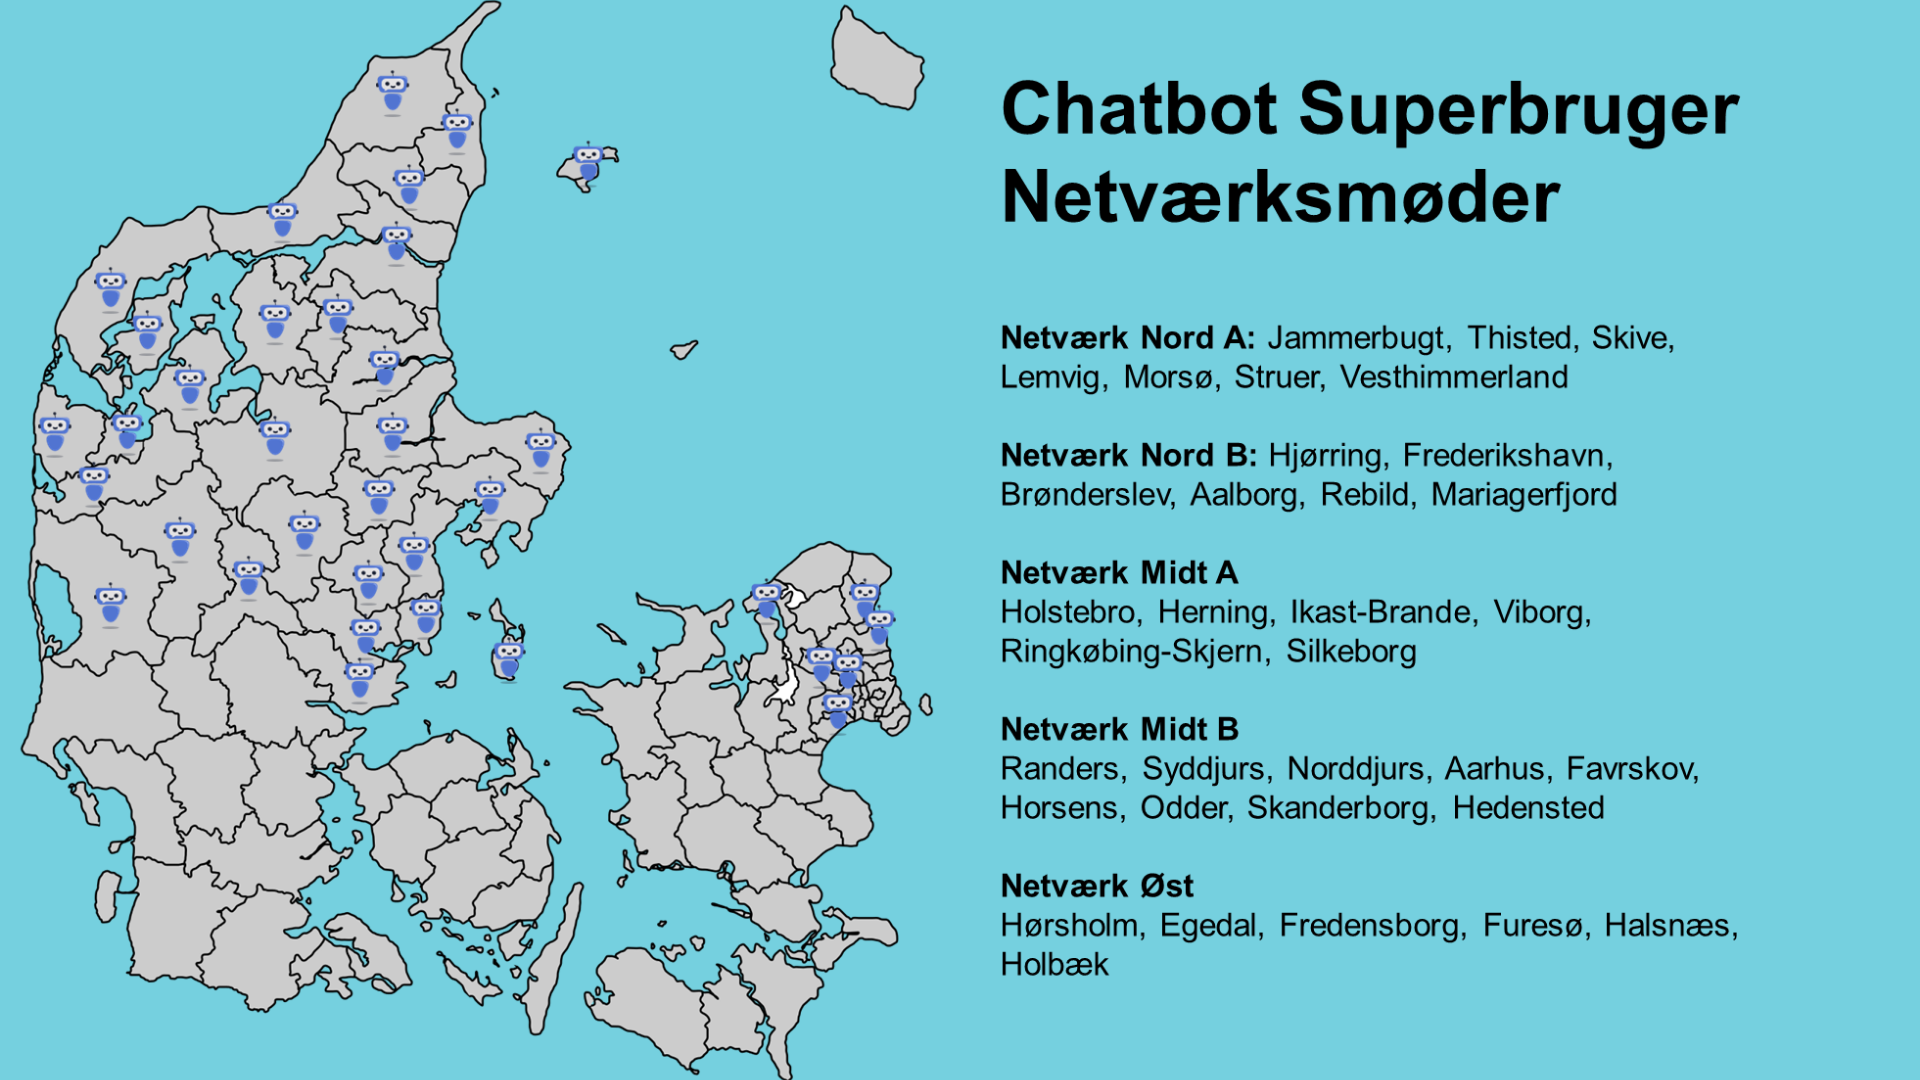 Chatbot Superbruger
Netværksmøder
Netværk Nord A: Jammerbugt, Thisted, Skive,
Lemvig, Morsø, Struer, Vesthimmerland
Netværk Nord B: Hjørring, Frederikshavn,
Brønderslev, Aalborg, Rebild, Mariagerfjord
Netværk Midt A
Holstebro, Herning, Ikast-Brande, Viborg,
Ringkøbing-Skjern, Silkeborg
Netværk Midt B
Randers, Syddjurs, Norddjurs, Aarhus, Favrskov,
Horsens, Odder, Skanderborg, Hedensted
Netværk Øst
Hørsholm, Egedal, Fredensborg, Furesø, Halsnæs,
Holbæk